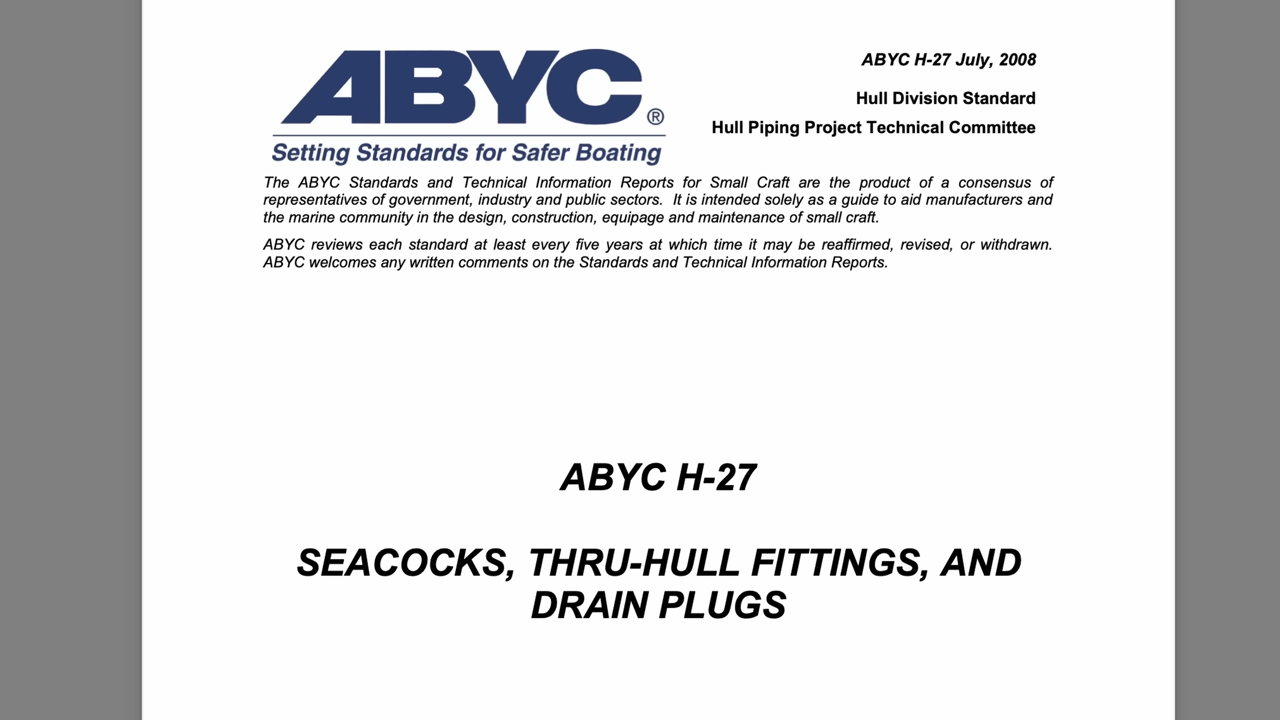 ABYC®
Setting Standards for Safer Boating
ABYC H-27 July, 2008
Hull Division Standard
Hull Piping Project Technical Committee
The ABYC Standards and Technical Information Reports for Small Craft are the product of a consensus of
representatives of government, industry and public sectors. It is intended solely as a guide to aid manufacturers and
the marine community in the design, construction, equipage and maintenance of small craft.
ABYC reviews each standard at least every five years at which time it may be reaffirmed, revised, or withdrawn.
ABYC welcomes any written comments on the Standards and Technical Information Reports.
ABYC H-27
SEACOCKS, THRU-HULL FITTINGS, AND
DRAIN PLUGS